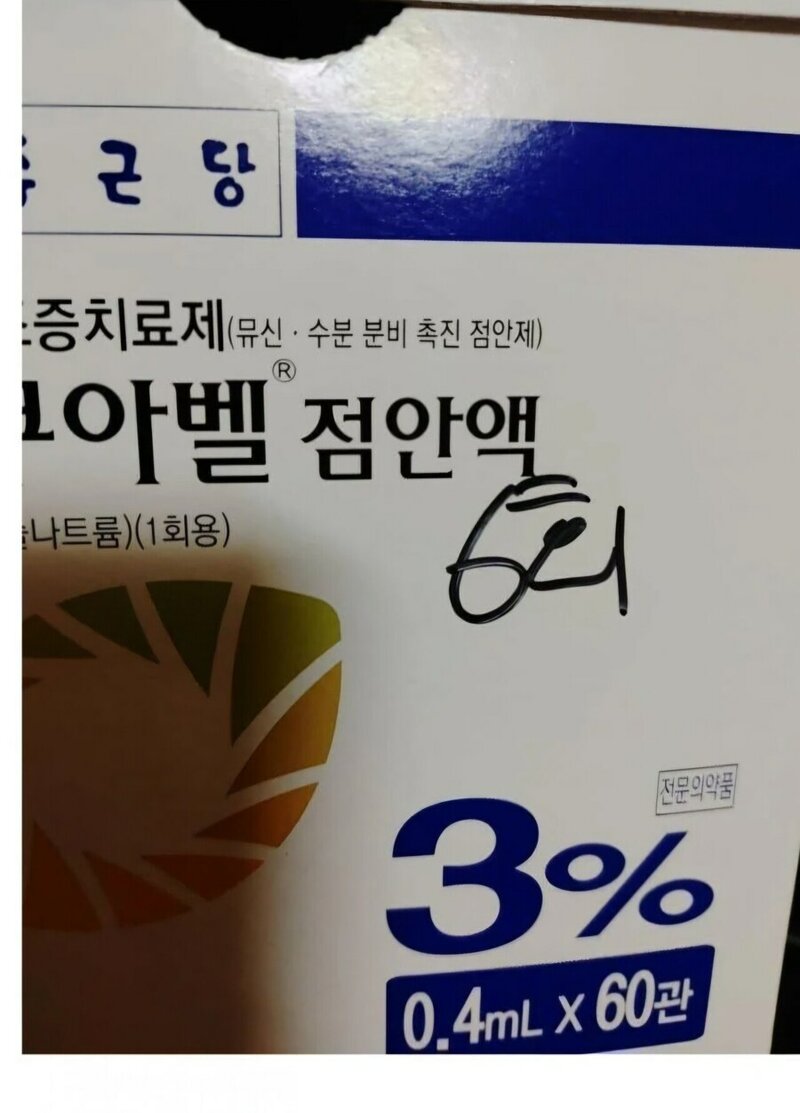 근 당
증치료제(뮤신 · 수분 분비 촉진 점안제)
아벨® 점안액
나트륨)(1회용)
6회
전문의약품
3%
0.4mL X 60관